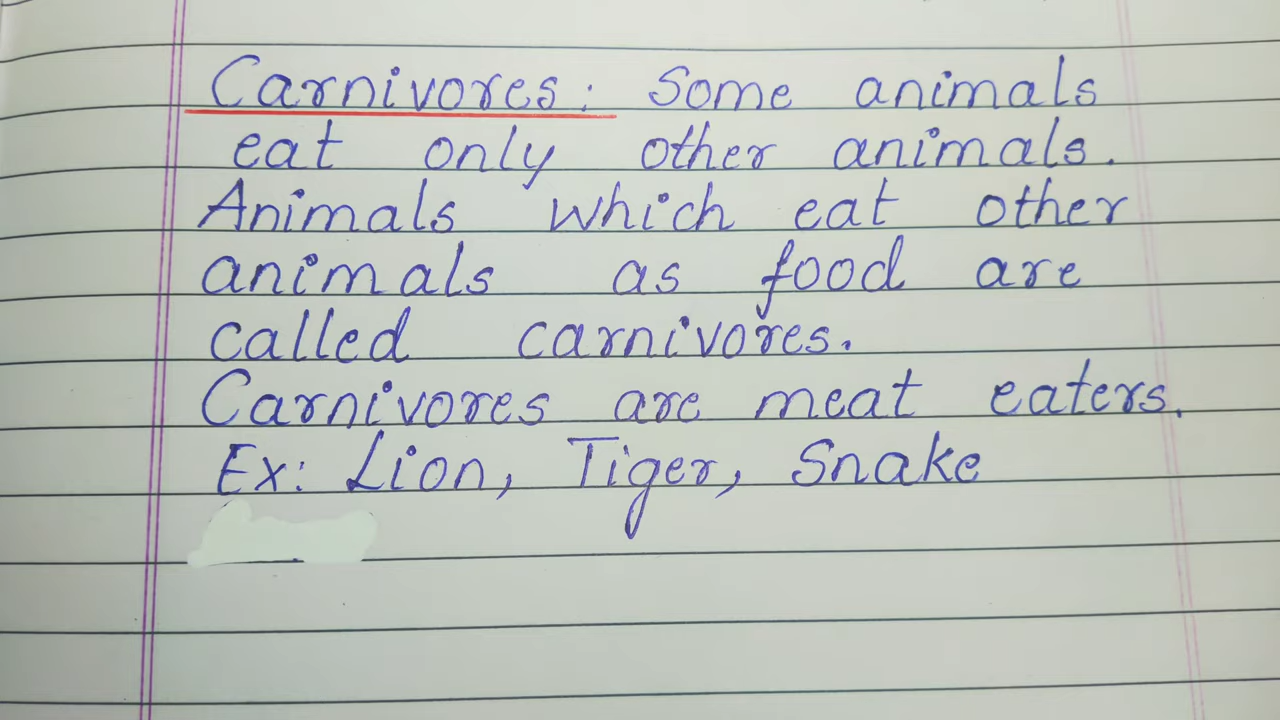 Carnivores: Some animals
eat only other animals.
Animals which eat other
animals as food are
called carnivores.
Carnivores are meat eaters.
Ex: Lion, Tiger, Snake